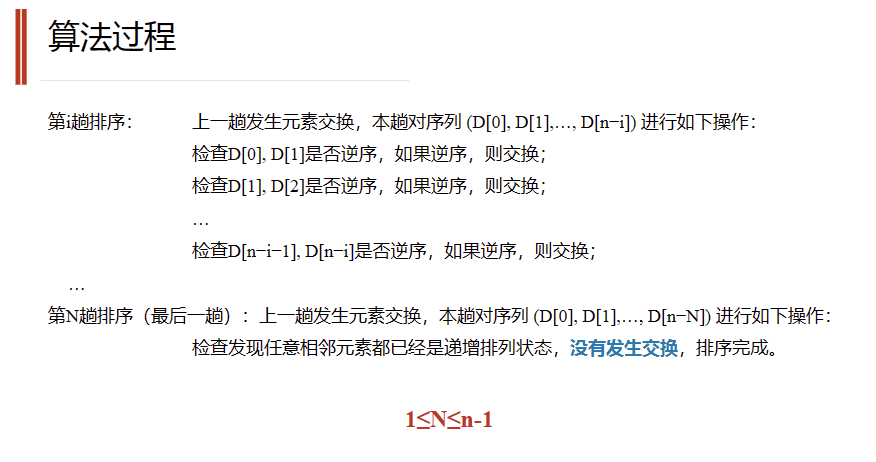 算法过程
第i趟排序： 上一趟发生元素交换，本趟对序列 (D[0], D[1],…, D[n−i]) 进行如下操作：
检查D[0], D[1]是否逆序，如果逆序，则交换；
检查D[1], D[2]是否逆序，如果逆序，则交换；
…
检查D[n−i−1], D[n−i]是否逆序，如果逆序，则交换；
…
第N趟排序（最后一趟）：上一趟发生元素交换，本趟对序列 (D[0], D[1],…, D[n−N]) 进行如下操作：
检查发现任意相邻元素都已经是递增排列状态，没有发生交换，排序完成。
1≤N≤n-1